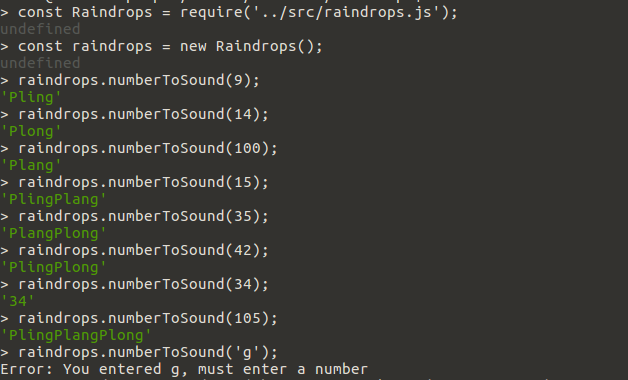 > const Raindrops = require('../src/raindrops.js');
undefined
> const raindrops = new Raindrops();
undefined
> raindrops.numberToSound(9);
'Pling'
> raindrops.numberToSound(14);
'Plong'
> raindrops.numberToSound(100);
'Plang'
> raindrops.numberToSound(15);
'PlingPlang'
> raindrops.numberToSound(35);
'PlangPlong'
> raindrops.numberToSound(42);
'PlingPlong'
> raindrops.numberToSound(34);
'34'
> raindrops.numberToSound(105);
'PlingPlangPlong'
> raindrops.numberToSound('g');
Error: You entered g, must enter a number